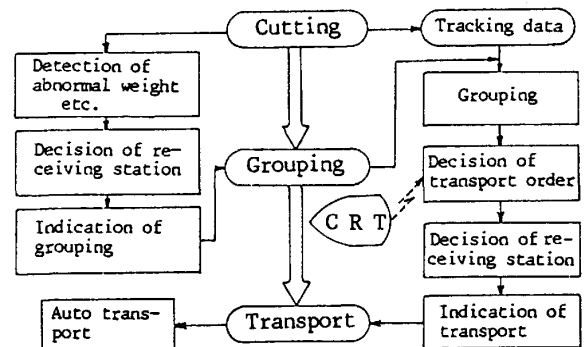 Cutting
Tracking data
Detection of
abnormal weight
etc.
Grouping
Decision of re-
ceiving station
Grouping
Decision of
transport order
Indication of
grouping
C R T
Decision of re-
ceiving station
Auto trans-
port
Transport
Indication of
transport